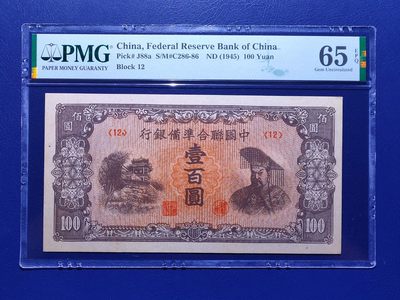 PMG
PAPER MONEY GUARANTY
China, Federal Reserve Bank of China
Pick# J88a S/M#C286-86 ND (1945) 100 Yuan
Block 12
65 EPQ
Gem Uncirculated
佰圓
佰圓
(12)
(12)
行銀備準合聯國中
壹百圓
100
100